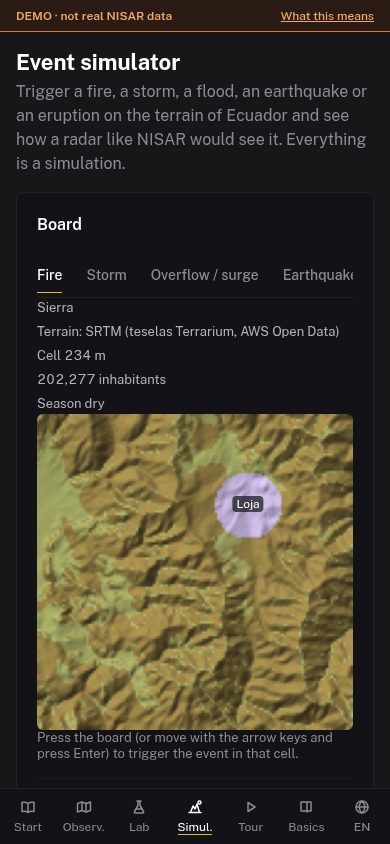 DEMO · not real NISAR data
What this means
Event simulator
Trigger a fire, a storm, a flood, an earthquake or
an eruption on the terrain of Ecuador and see
how a radar like NISAR would see it. Everything
is a simulation.
Board
Fire
Storm
Overflow / surge
Earthquake
Sierra
Terrain: SRTM (teselas Terrarium, AWS Open Data)
Cell 234 m
202,277 inhabitants
Season dry
Loja
Press the board (or move with the arrow keys and
press Enter) to trigger the event in that cell.
Start
Observ.
Lab
Simul.
Tour
Basics
EN